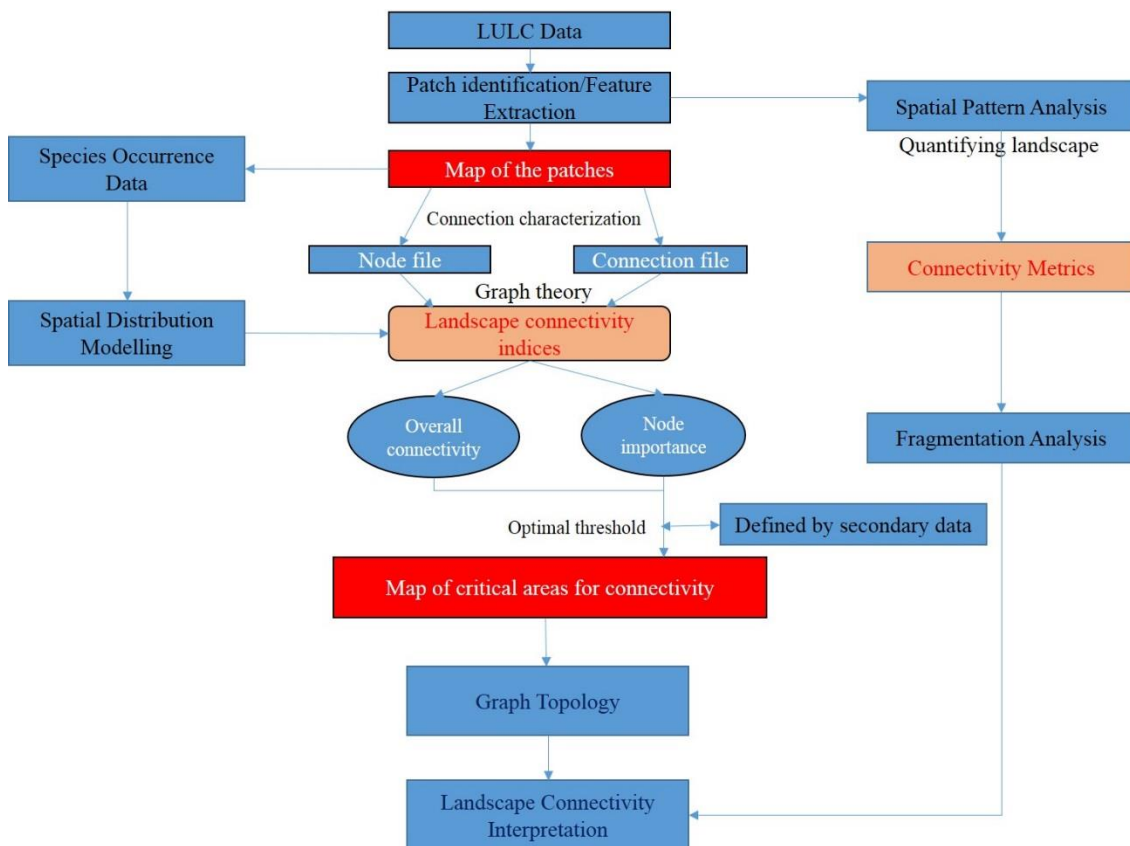 LULC Data
Patch identification/Feature
Extraction
Spatial Pattern Analysis
Quantifying landscape
Species Occurrence
Data
Map of the patches
Connection characterization
Node file
Connection file
Connectivity Metrics
Graph theory
Spatial Distribution
Modelling
Landscape connectivity
indices
Overall
connectivity
Node
importance
Fragmentation Analysis
Optimal threshold
Defined by secondary data
Map of critical areas for connectivity
Graph Topology
Landscape Connectivity
Interpretation